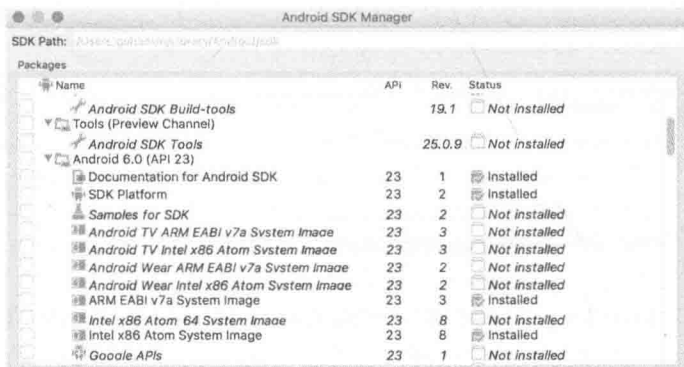 Android SDK Manager
SDK Path:
Packages
Name API Rev. Status
Android SDK Build-tools 19.1 Not installed
Tools (Preview Channel)
Android SDK Tools 25.0.9 Not installed
Android 6.0 (API 23)
Documentation for Android SDK 23 1 Installed
SDK Platform 23 2 Installed
Samples for SDK 23 2 Not installed
Android TV ARM EABI v7a System Image 23 3 Not installed
Android TV Intel x86 Atom System Image 23 3 Not installed
Android Wear ARM EABI v7a System Image 23 2 Not installed
Android Wear Intel x86 Atom System Image 23 2 Not installed
ARM EABI v7a System Image 23 3 Installed
Intel x86 Atom_64 System Image 23 8 Not installed
Intel x86 Atom System Image 23 8 Installed
Google APIs 23 1 Not installed